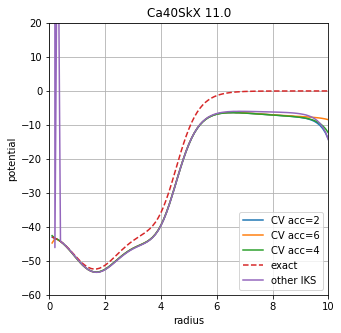 Ca40SkX 11.0
20
10
0
−10
−20
−30
−40
−50
−60
potential
0
2
4
6
8
10
radius
CV acc=2
CV acc=6
CV acc=4
exact
other IKS